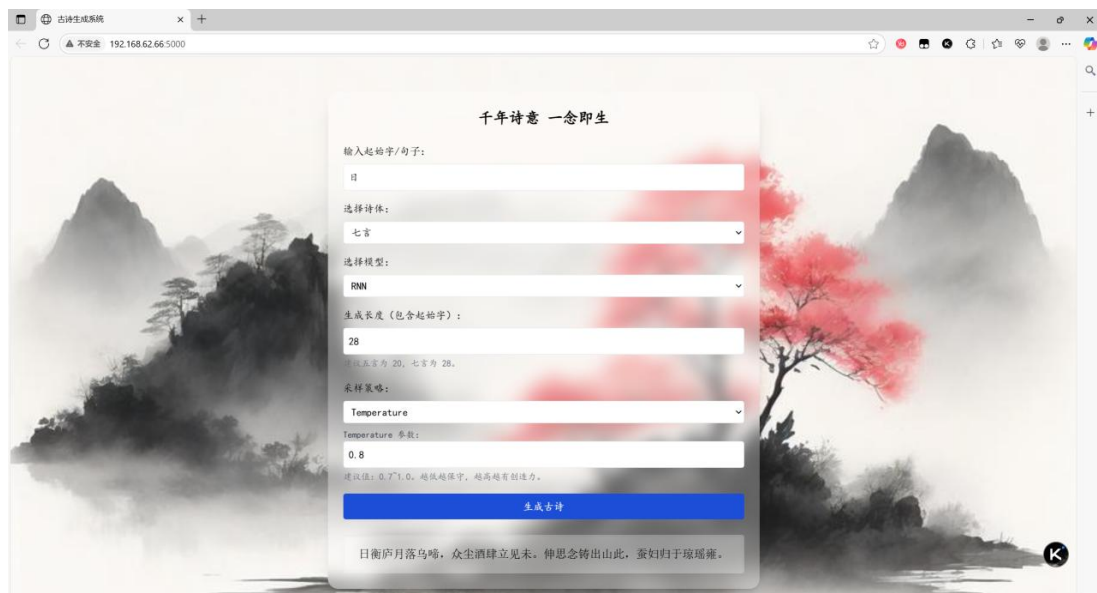 古诗生成系统
不安全 192.168.62.66:5000
千年诗意 一念即生
输入起始字/句子:
日
选择诗体:
七言
选择模型:
RNN
生成长度（包含起始字）:
28
建议五言为 20, 七言为 28。
采样策略:
Temperature
Temperature 参数:
0.8
建议值: 0.7~1.0。越低越保守, 越高越有创造力。
生成古诗
日衡庐月落乌啼，众尘酒肆立见未。伸思念铸出山此，蚕妇归于琼瑶雍。
K